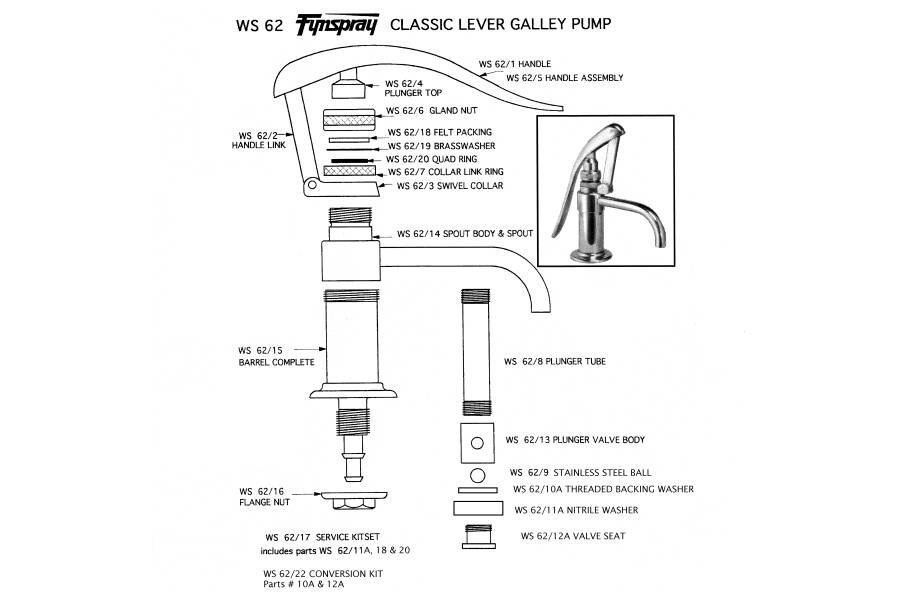 WS 62 Fynspray CLASSIC LEVER GALLEY PUMP
WS 62/1 HANDLE
WS 62/5 HANDLE ASSEMBLY
WS 62/4
PLUNGER TOP
WS 62/6 GLAND NUT
WS 62/18 FELT PACKING
WS 62/2
HANDLE LINK
WS 62/19 BRASSWASHER
WS 62/20 QUAD RING
WS 62/7 COLLAR LINK RING
WS 62/3 SWIVEL COLLAR
WS 62/14 SPOUT BODY & SPOUT
WS 62/15
BARREL COMPLETE
WS 62/8 PLUNGER TUBE
WS 62/13 PLUNGER VALVE BODY
WS 62/9 STAINLESS STEEL BALL
WS 62/10A THREADED BACKING WASHER
WS 62/16
FLANGE NUT
WS 62/11A NITRILE WASHER
WS 62/12A VALVE SEAT
WS 62/17 SERVICE KITSET
includes parts WS 62/11A, 18 & 20
WS 62/22 CONVERSION KIT
Parts # 10A & 12A